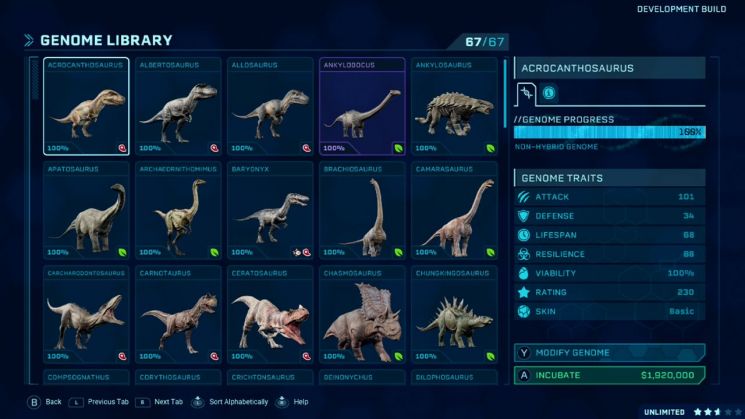 DEVELOPMENT BUILD
GENOME LIBRARY
67/67
ACROCANTHOSAURUS
ALBERTOSAURUS
ALLOSAURUS
ANKYLODOCUS
ANKYLOSAURUS
100%
100%
100%
100%
100%
APATOSAURUS
ARCHAEORNITHOMIMUS
BARYONYX
BRACHIOSAURUS
CAMARASAURUS
100%
100%
100%
100%
100%
CARCHARODONTOSAURUS
CARNOTAURUS
CERATOSAURUS
CHASMOSAURUS
CHUNGKINGOSAURUS
100%
100%
100%
100%
100%
COMPSOGNATHUS
CORYTHOSAURUS
CRICHTONSAURUS
DEINONYCHUS
DILOPHOSAURUS
ACROCANTHOSAURUS
//GENOME PROGRESS
100%
NON-HYBRID GENOME
GENOME TRAITS
ATTACK 101
DEFENSE 34
LIFESPAN 68
VIABILITY 100%
RESILIENCE
RATING 230
SKIN Basic
Y MODIFY GENOME
A INCUBATE $1,920,000
B Back
L Previous Tab
R Next Tab
L Sort Alphabetically
R Help
UNLIMITED